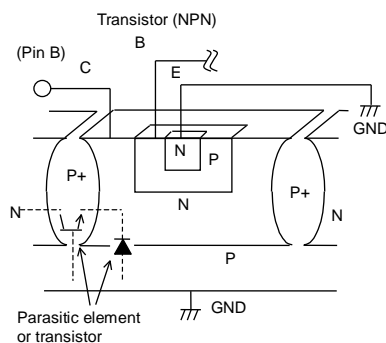 Transistor (NPN)
(Pin B)
B
C
E
GND
N
P
P+
P+
N
N
N
P
GND
Parasitic element
or transistor